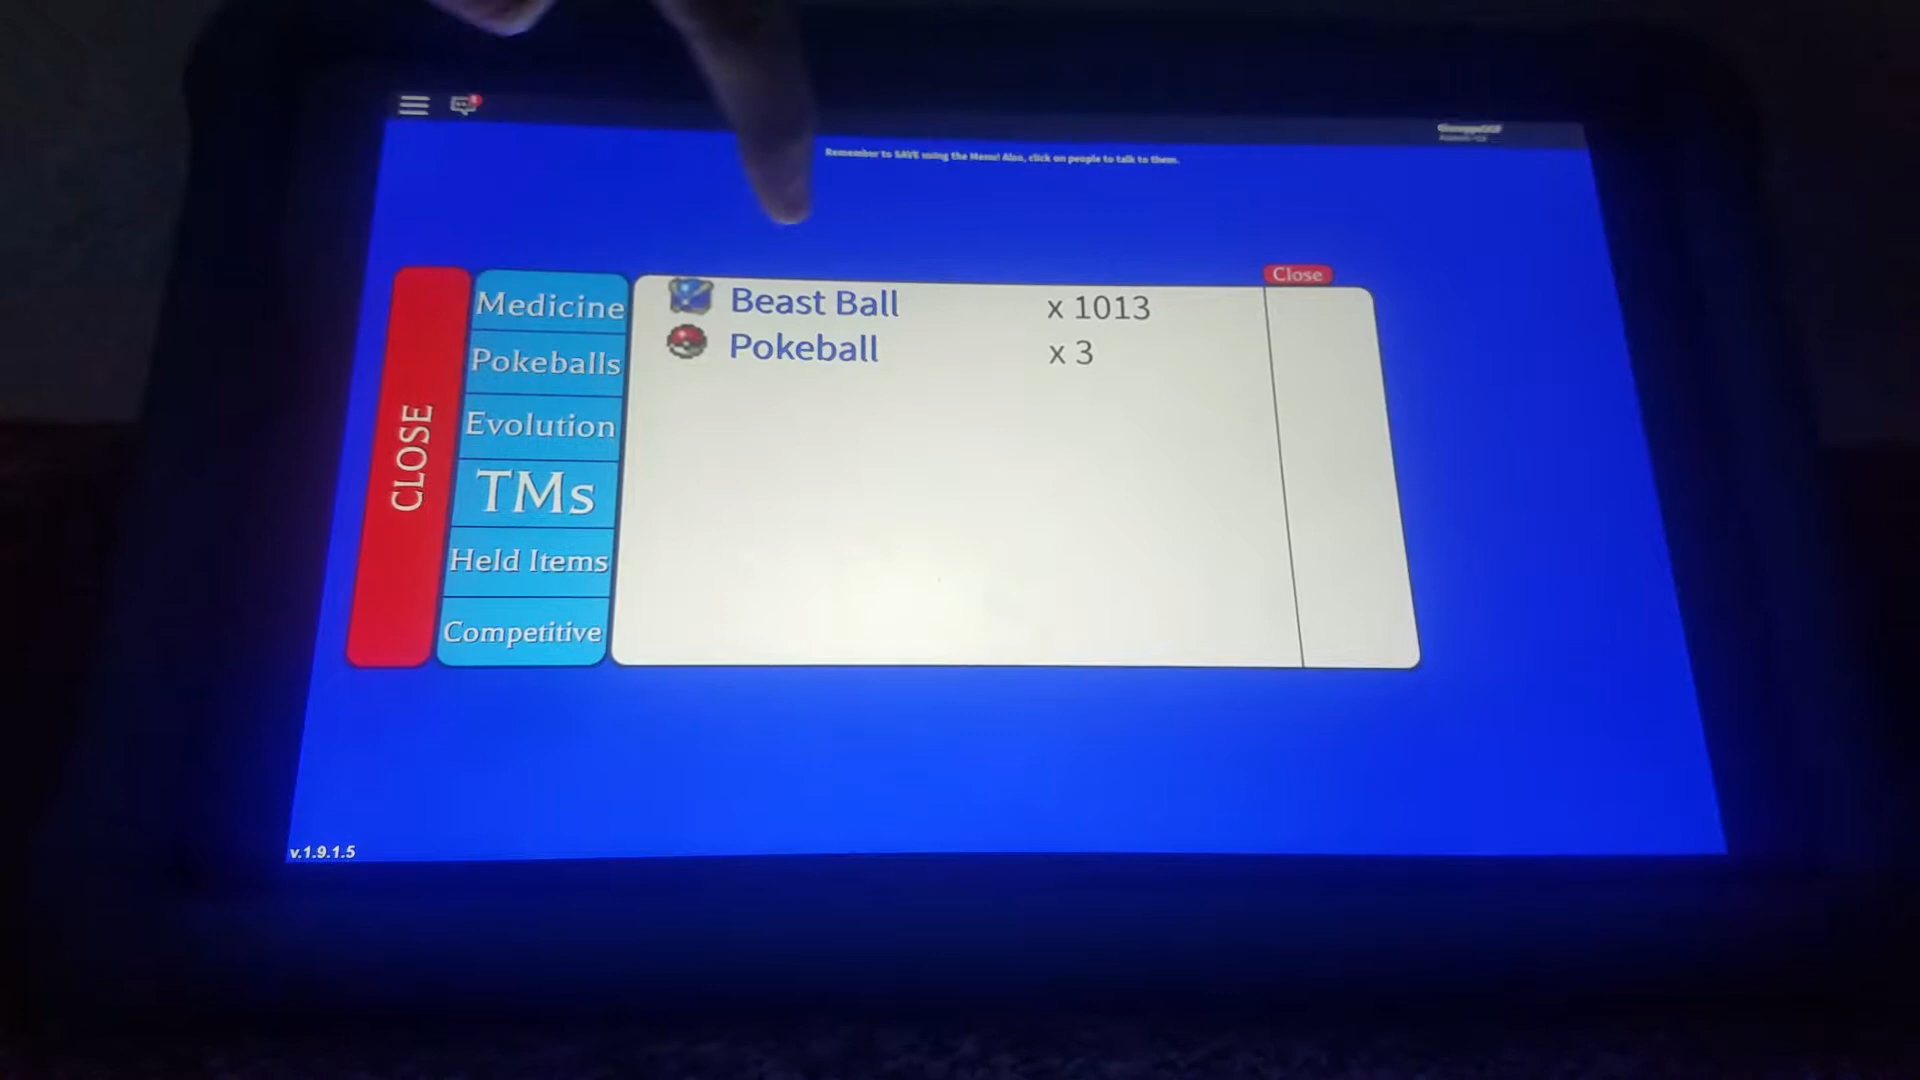 Remember to SAVE using the Menu! Also, click on people to talk to them.
Close
CLOSE
Medicine
Pokeballs
Evolution
TMs
Held Items
Competitive
Beast Ball x 1013
Pokeball x 3
v.1.9.1.5